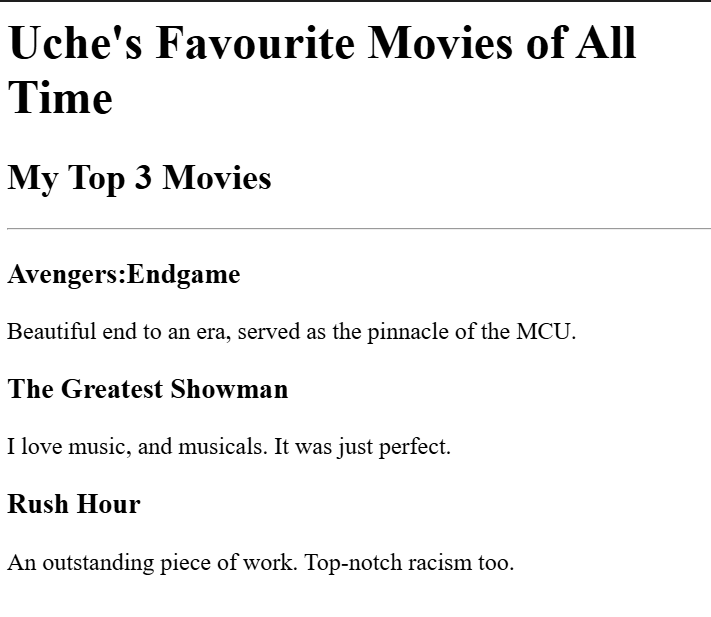 Uche's Favourite Movies of All
Time
My Top 3 Movies
Avengers:Endgame
Beautiful end to an era, served as the pinnacle of the MCU.
The Greatest Showman
I love music, and musicals. It was just perfect.
Rush Hour
An outstanding piece of work. Top-notch racism too.